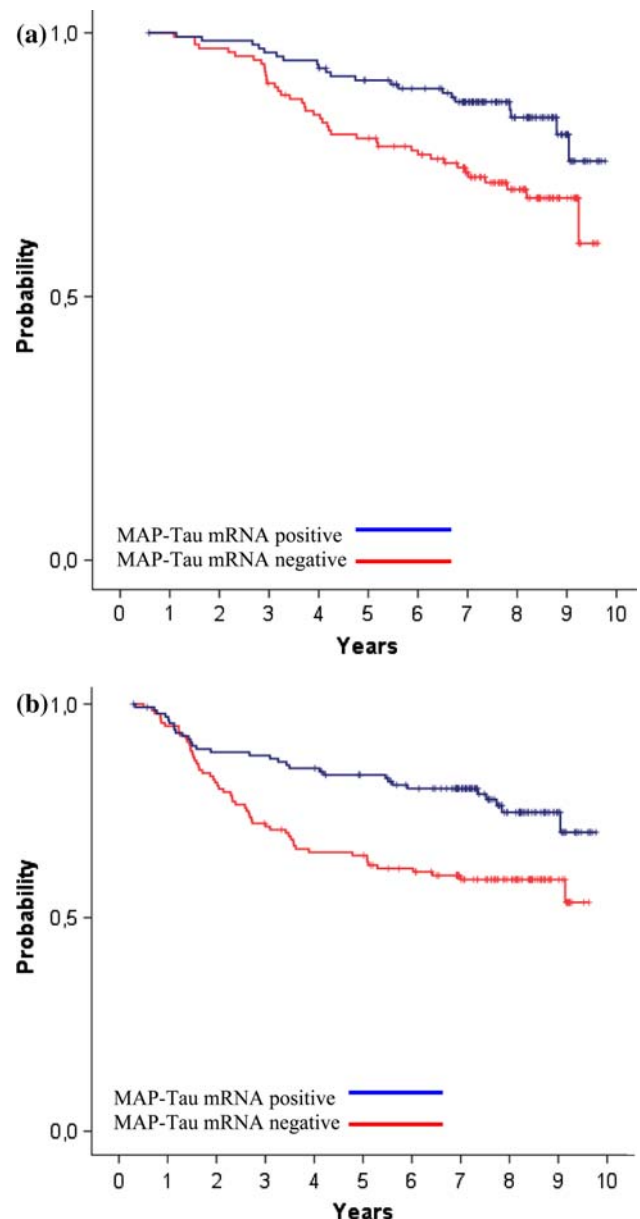 (a)
1,0
0,5
0,0
Probability
MAP-Tau mRNA positive
MAP-Tau mRNA negative
0 1 2 3 4 5 6 7 8 9 10
Years
(b)
1,0
0,5
0,0
Probability
MAP-Tau mRNA positive
MAP-Tau mRNA negative
0 1 2 3 4 5 6 7 8 9 10
Years